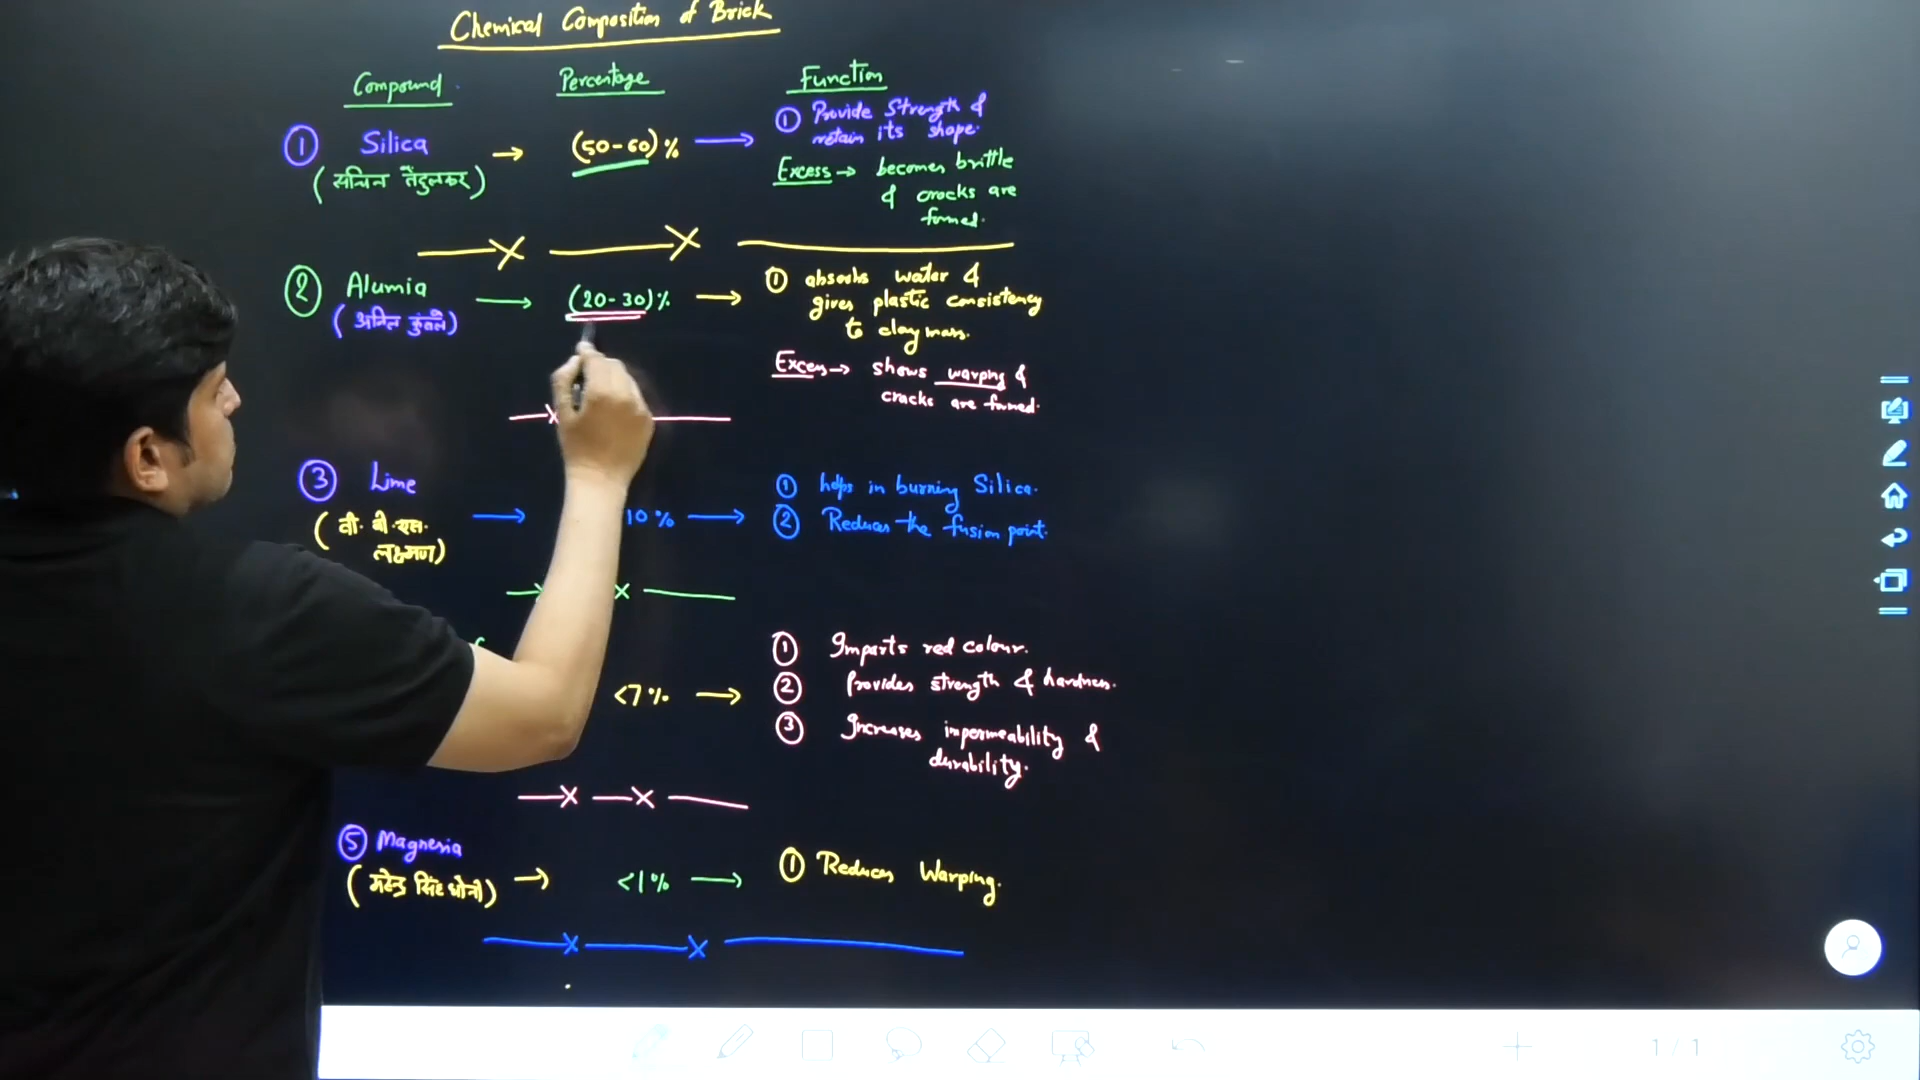 Chemical Composition of Brick
Compound Percentage Function
① Silica → (50-60)% → ① Provide Strength &
retain its shape.
(सचिन तेंदुलकर)
Excess → becomes brittle
& cracks are
formed.
② Alumia → (20-30)% → ① absorbs water &
gives plastic consistency
to clay mass.
(अनिल कुंबले)
Excess → shows warping &
cracks are formed.
③ Lime
(वी. वी. एस.
लक्ष्मण)
→ 10% → ① helps in burning Silica.
② Reduces the fusion point.
<7% → ① Imparts red colour.
② Provides strength & hardness.
③ Increases impermeability &
durability.
⑤ Magnesia
(महेन्द्र सिंह धोनी) → <1% → ① Reduces Warping.
1/1